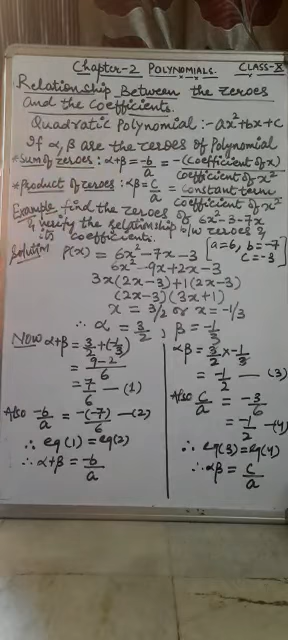 Chapter-2 POLYNOMIALS. CLASS-X
Relationship Between the zeroes
and the Coefficients.
Quadratic Polynomial :- ax²+bx+c
If α, β are the zeroes of Polynomial
*Sum of zeroes : α+β = -b/a = -(Coefficient of x)/Coefficient of x²
*Product of zeroes : αβ = c/a = Constant term/Coefficient of x²
Example find the zeroes of 6x²-3-7x
& verify the relationship b/w zeroes &
its coefficients.
Solution P(x) = 6x²-7x-3 [a=6, b=-7 c=-3]
6x²-9x+2x-3
3x(2x-3)+1(2x-3)
(2x-3)(3x+1)
x = 3/2 or x = -1/3
∴ α = 3/2, β = -1/3
Now α+β = 3/2+(-1/3)
= 9-2/6
= 7/6 — (1)
Also -b/a = -(-7)/6 — (2)
∴ eq(1) = eq(2)
∴ α+β = -b/a
αβ = 3/2 × -1/3
= -1/2 — (3)
Also c/a = -3/6
= -1/2 — (4)
∴ eq(3) = eq(4)
∴ αβ = c/a